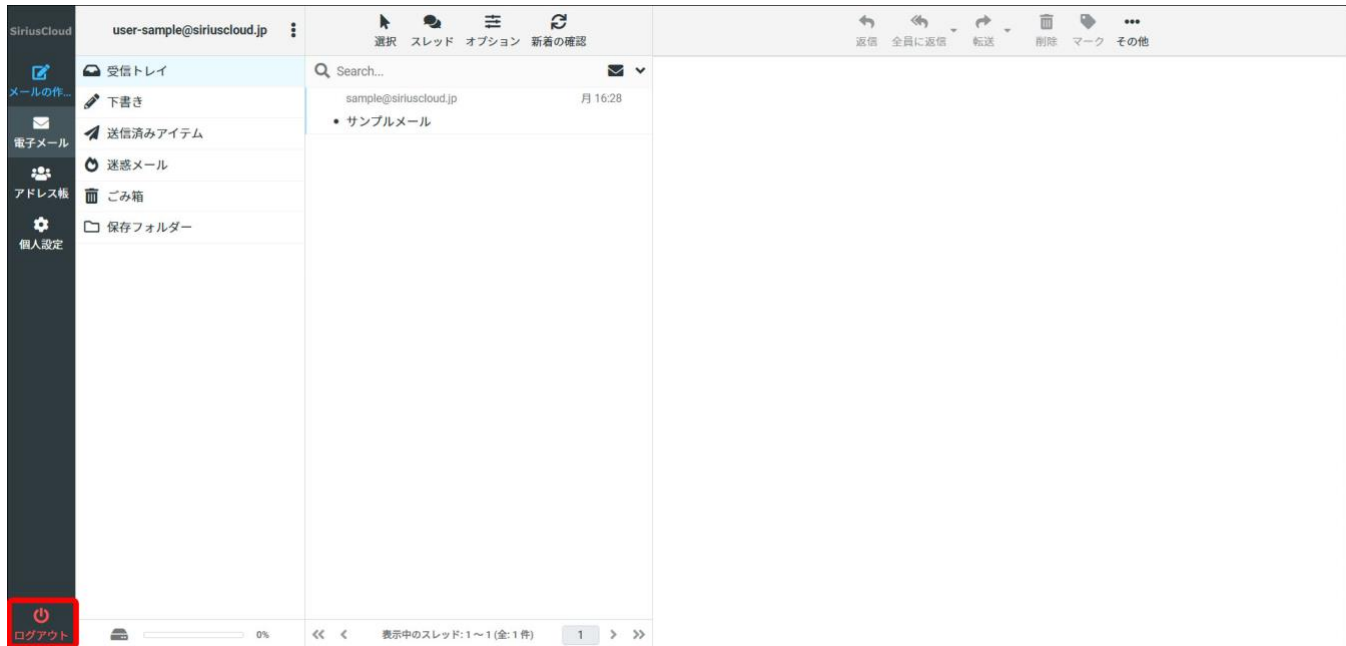 SiriusCloud
メールの作...
電子メール
アドレス帳
個人設定
ログアウト
user-sample@siriuscloud.jp
受信トレイ
下書き
送信済みアイテム
迷惑メール
ごみ箱
保存フォルダー
0%
選択 スレッド オプション 新着の確認
Search...
sample@siriuscloud.jp 月 16:28
• サンプルメール
表示中のスレッド: 1 ~ 1 (全: 1 件) 1
返信 全員に返信 転送 削除 マーク その他